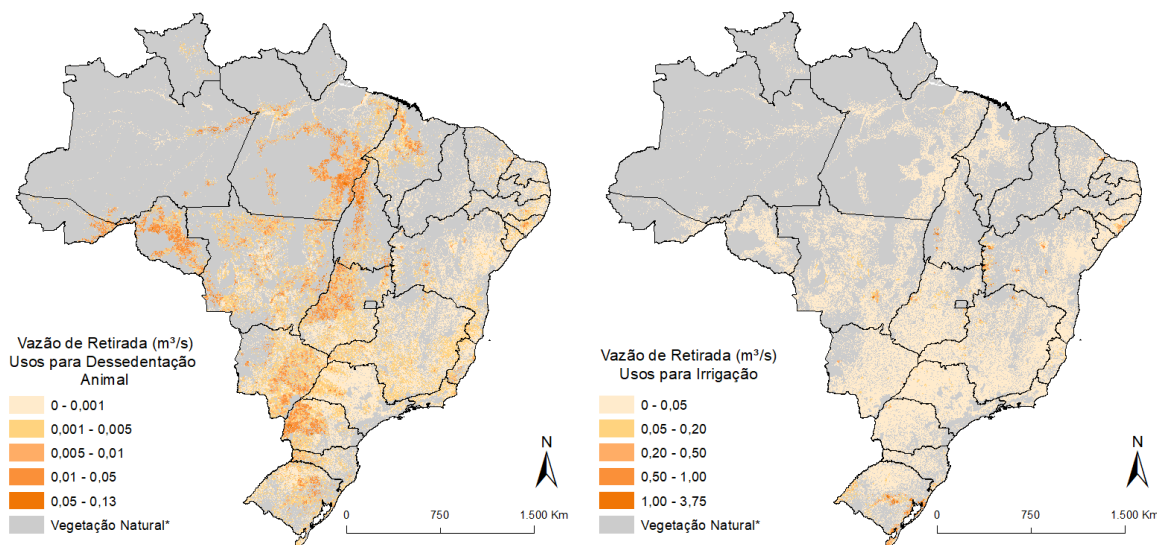 Vazão de Retirada (m³/s)
Usos para Dessedentação
Animal
0 - 0,001
0,001 - 0,005
0,005 - 0,01
0,01 - 0,05
0,05 - 0,13
Vegetação Natural*
N
0 750 1.500 Km
Vazão de Retirada (m³/s)
Usos para Irrigação
0 - 0,05
0,05 - 0,20
0,20 - 0,50
0,50 - 1,00
1,00 - 3,75
Vegetação Natural*
N
0 750 1.500 Km